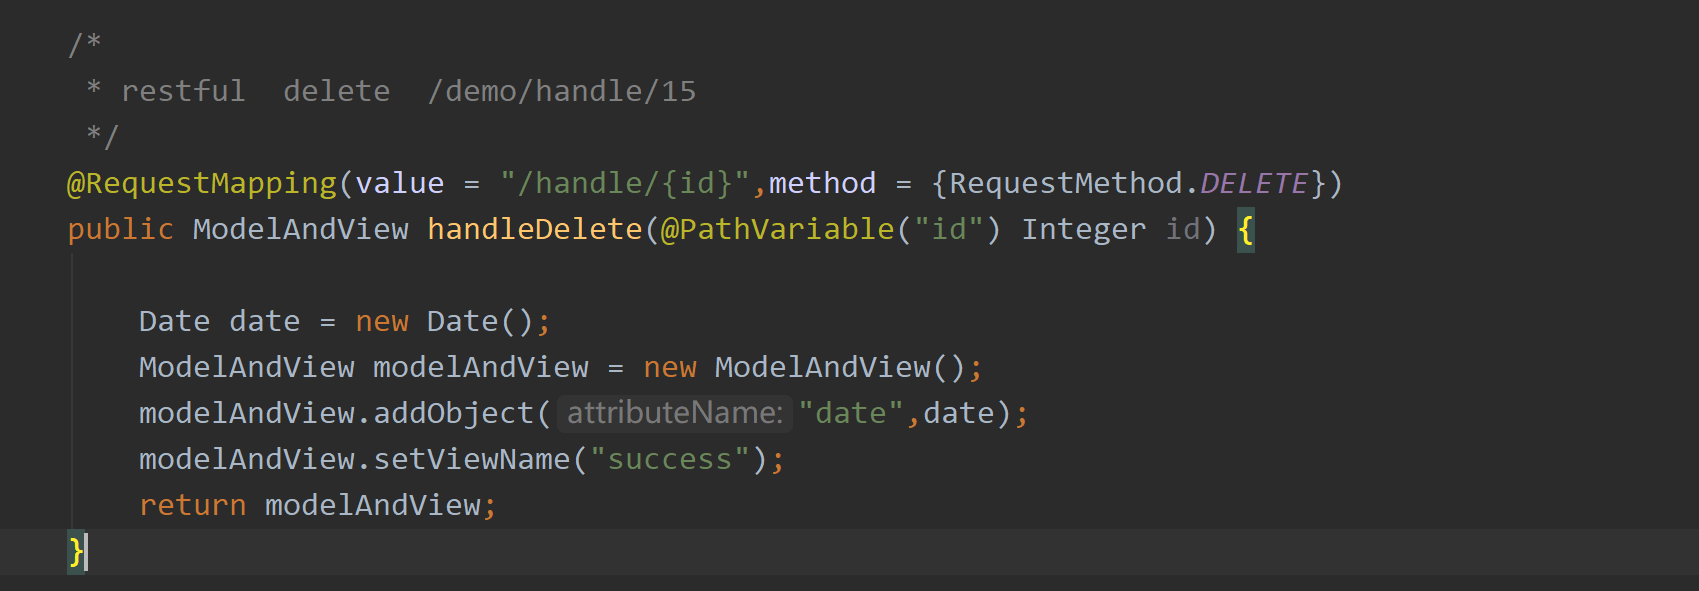 /*
 * restful  delete  /demo/handle/15
 */
@RequestMapping(value = "/handle/{id}",method = {RequestMethod.DELETE})
public ModelAndView handleDelete(@PathVariable("id") Integer id) {
    Date date = new Date();
    ModelAndView modelAndView = new ModelAndView();
    modelAndView.addObject( attributeName: "date",date);
    modelAndView.setViewName("success");
    return modelAndView;
}